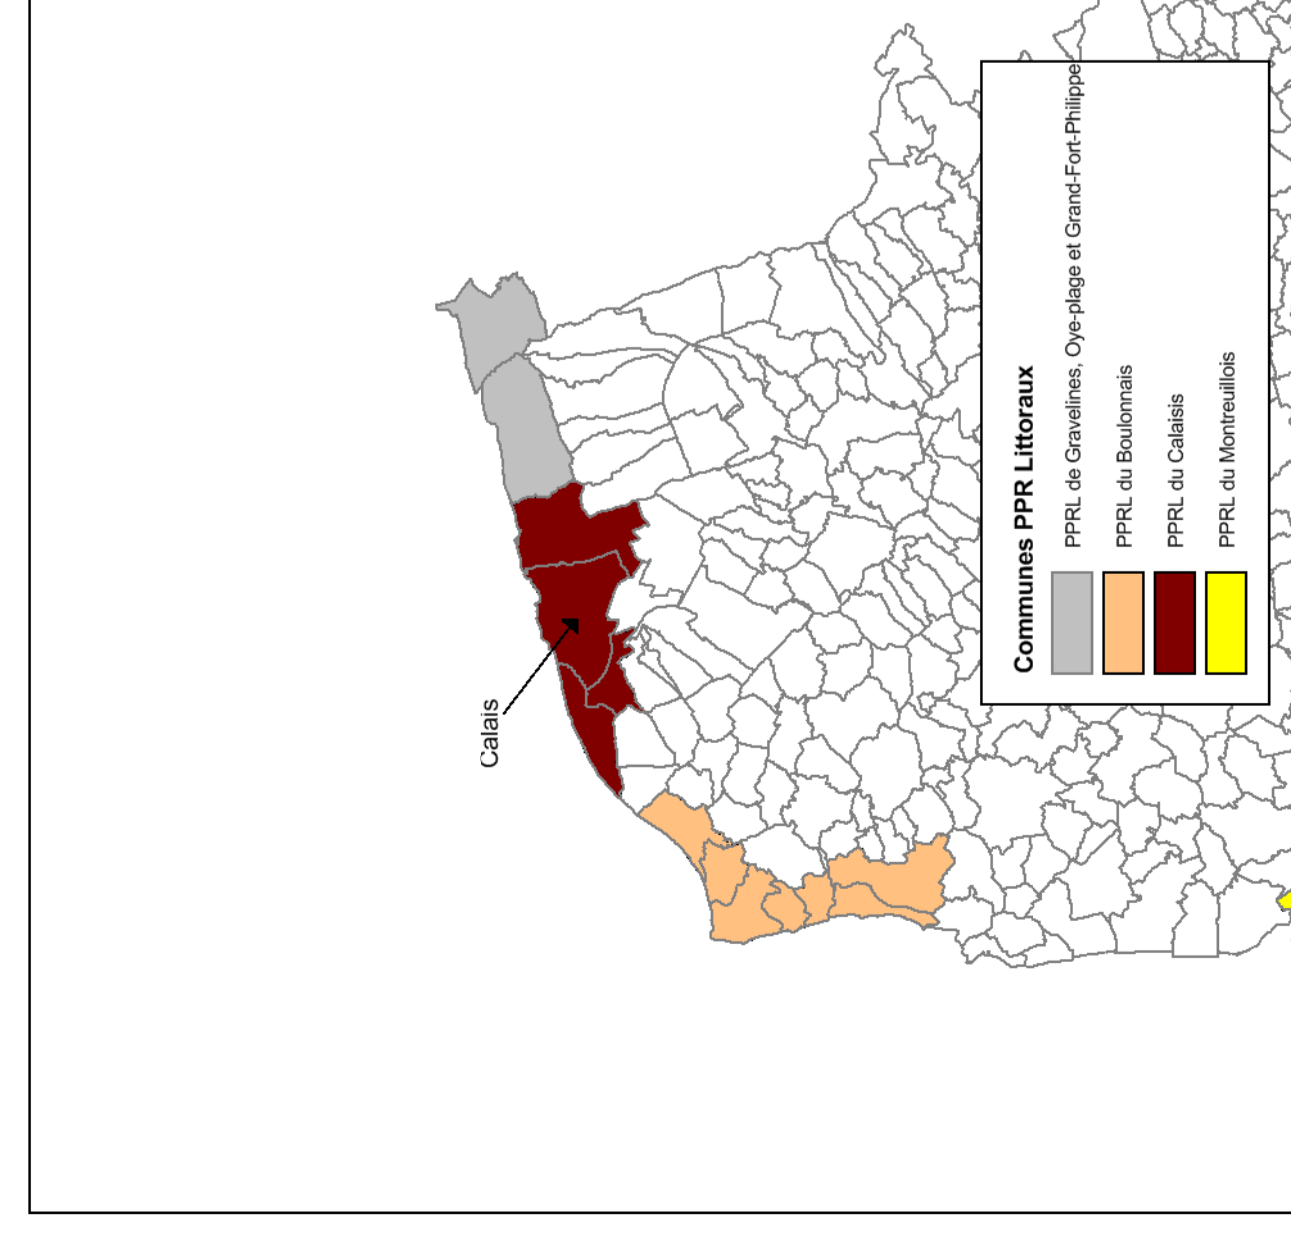 Calais
Communes PPR Littoraux
PPRL de Gravelines, Oye-plage et Grand-Fort-Philippe
PPRL du Boulonnais
PPRL du Calaisis
PPRL du Montreuillois